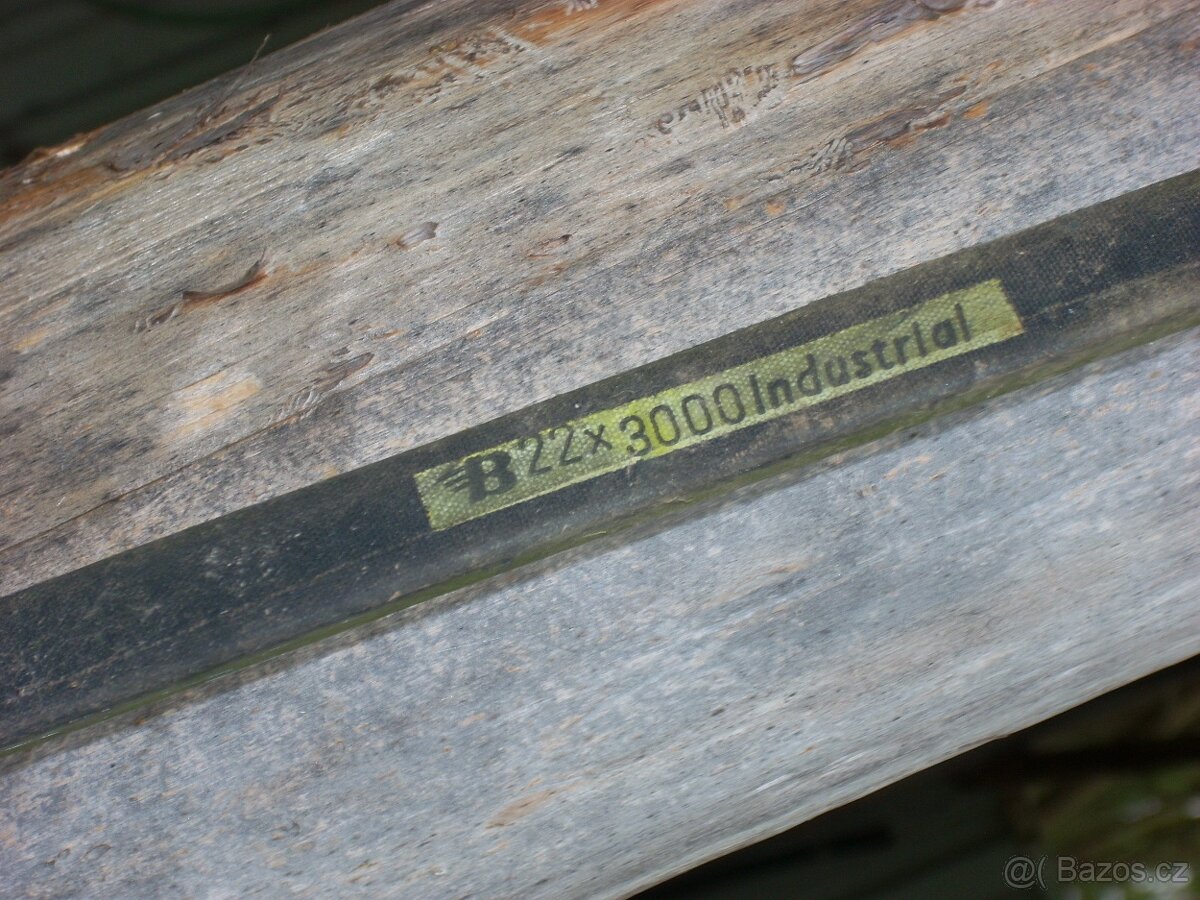 B 22x3000 Industrial
@( Bazos.cz